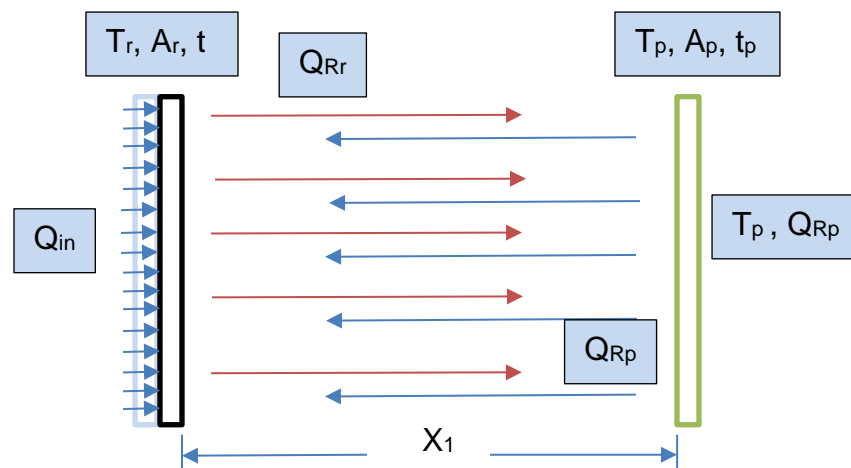 Tr, Ar, t
QRr
Tp, Ap, tp
Qin
Tp , QRp
QRp
X1